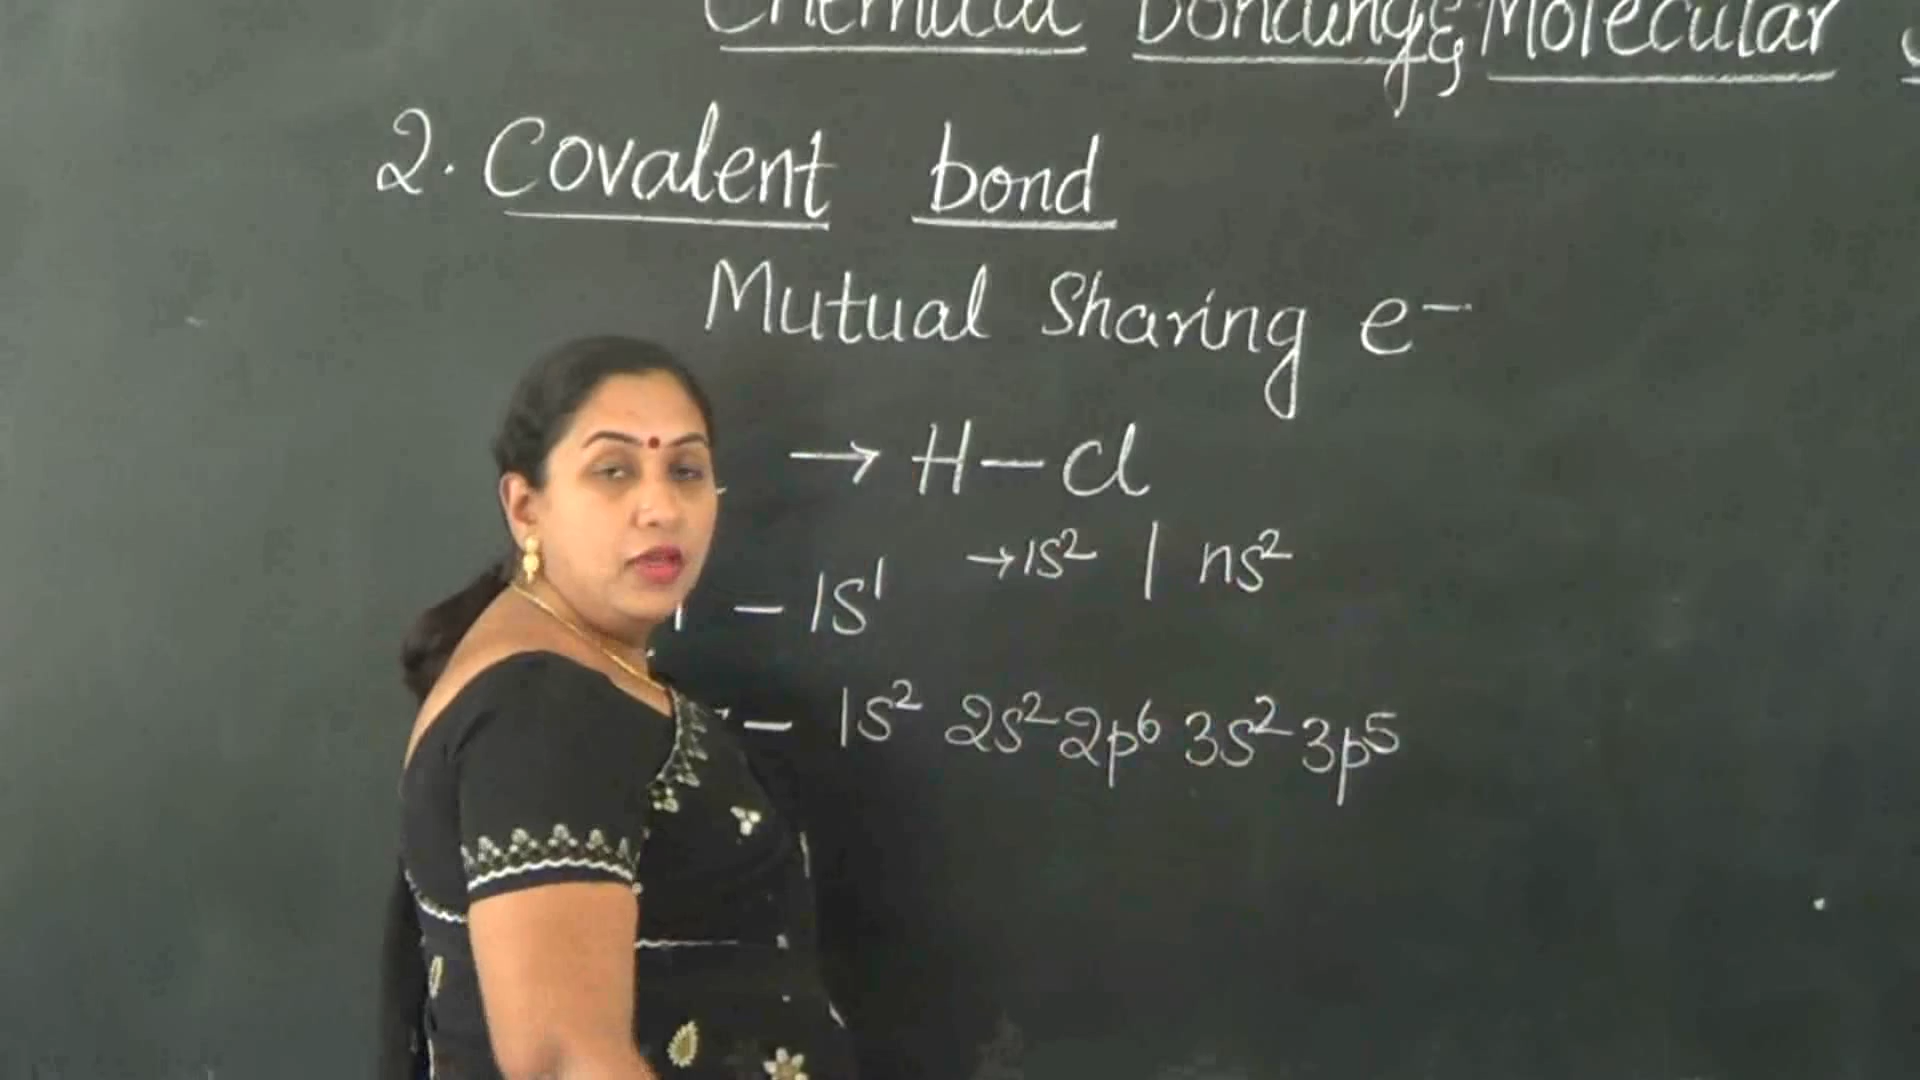 Chemical Bonding & Molecular
2. Covalent bond
Mutual Sharing e⁻
→ H – Cl
→ 1s² | ns²
– 1s¹
– 1s² 2s² 2p⁶ 3s² 3p⁵